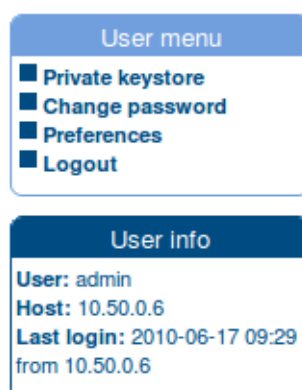 User menu
Private keystore
Change password
Preferences
Logout
User info
User: admin
Host: 10.50.0.6
Last login: 2010-06-17 09:29
from 10.50.0.6